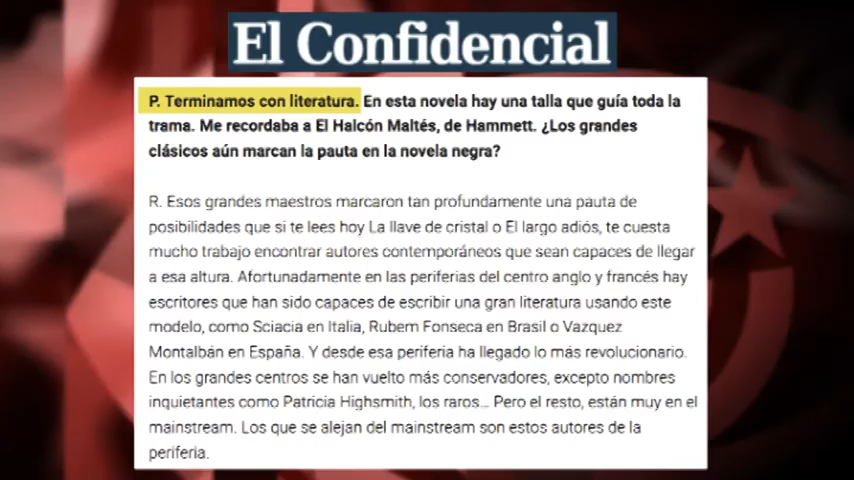 El Confidencial
P. Terminamos con literatura. En esta novela hay una talla que guía toda la
trama. Me recordaba a El Halcón Maltés, de Hammett. ¿Los grandes
clásicos aún marcan la pauta en la novela negra?
R. Esos grandes maestros marcaron tan profundamente una pauta de
posibilidades que si te lees hoy La llave de cristal o El largo adiós, te cuesta
mucho trabajo encontrar autores contemporáneos que sean capaces de llegar
a esa altura. Afortunadamente en las periferias del centro anglo y francés hay
escritores que han sido capaces de escribir una gran literatura usando este
modelo, como Sciacia en Italia, Rubem Fonseca en Brasil o Vazquez
Montalbán en España. Y desde esa periferia ha llegado lo más revolucionario.
En los grandes centros se han vuelto más conservadores, excepto nombres
inquietantes como Patricia Highsmith, los raros... Pero el resto, están muy en el
mainstream. Los que se alejan del mainstream son estos autores de la
periferia.